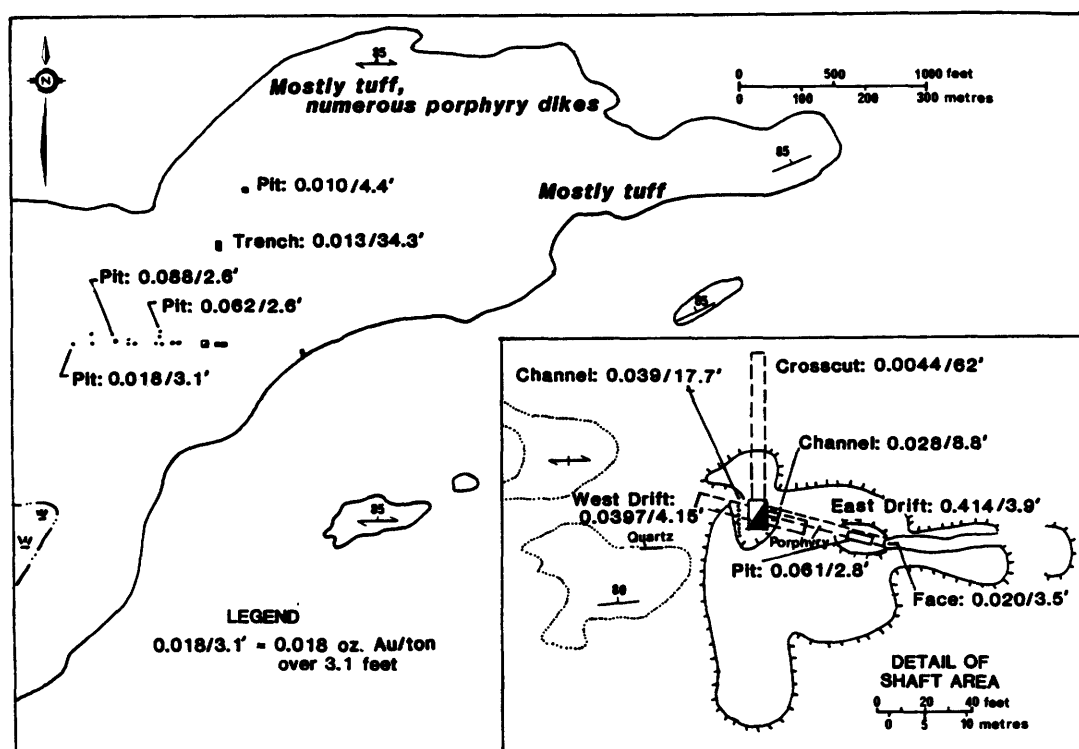 N
85
Mostly tuff,
numerous porphyry dikes
0 500 1000 feet
0 100 200 300 metres
85
Pit: 0.010/4.4'
Mostly tuff
Trench: 0.013/34.3'
Pit: 0.088/2.6'
Pit: 0.062/2.6'
85
Pit: 0.018/3.1'
Channel: 0.039/17.7'
Crosscut: 0.0044/62'
Channel: 0.028/8.8'
West Drift:
0.0397/4.15'
East Drift: 0.414/3.9'
Quartz
Porphyry
Pit: 0.061/2.8'
Face: 0.020/3.5'
80
85
LEGEND
0.018/3.1' = 0.018 oz. Au/ton
over 3.1 feet
DETAIL OF
SHAFT AREA
0 20 40 feet
0 5 10 metres